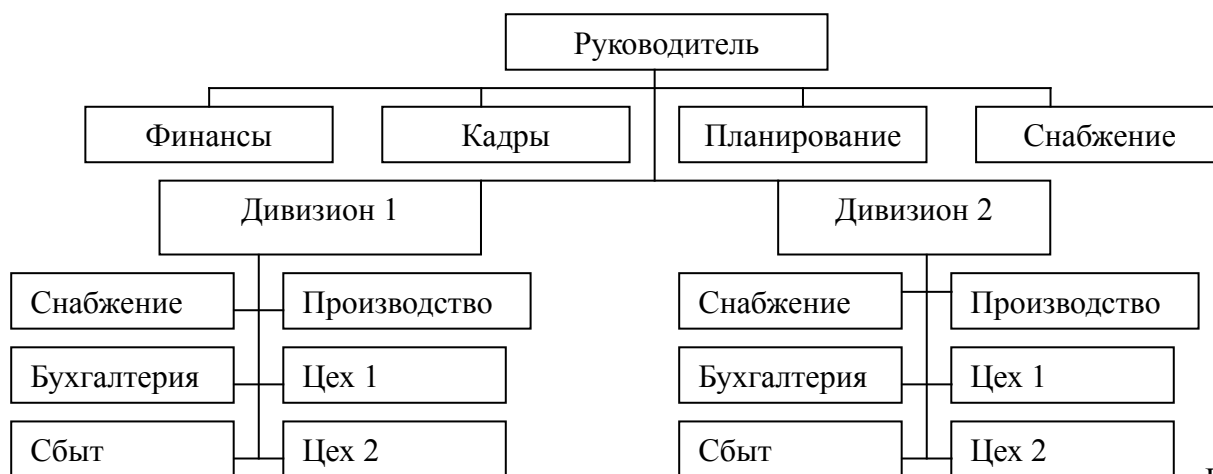 Руководитель
Финансы
Кадры
Планирование
Снабжение
Дивизион 1
Дивизион 2
Снабжение
Производство
Снабжение
Производство
Бухгалтерия
Цех 1
Бухгалтерия
Цех 1
Сбыт
Цех 2
Сбыт
Цех 2